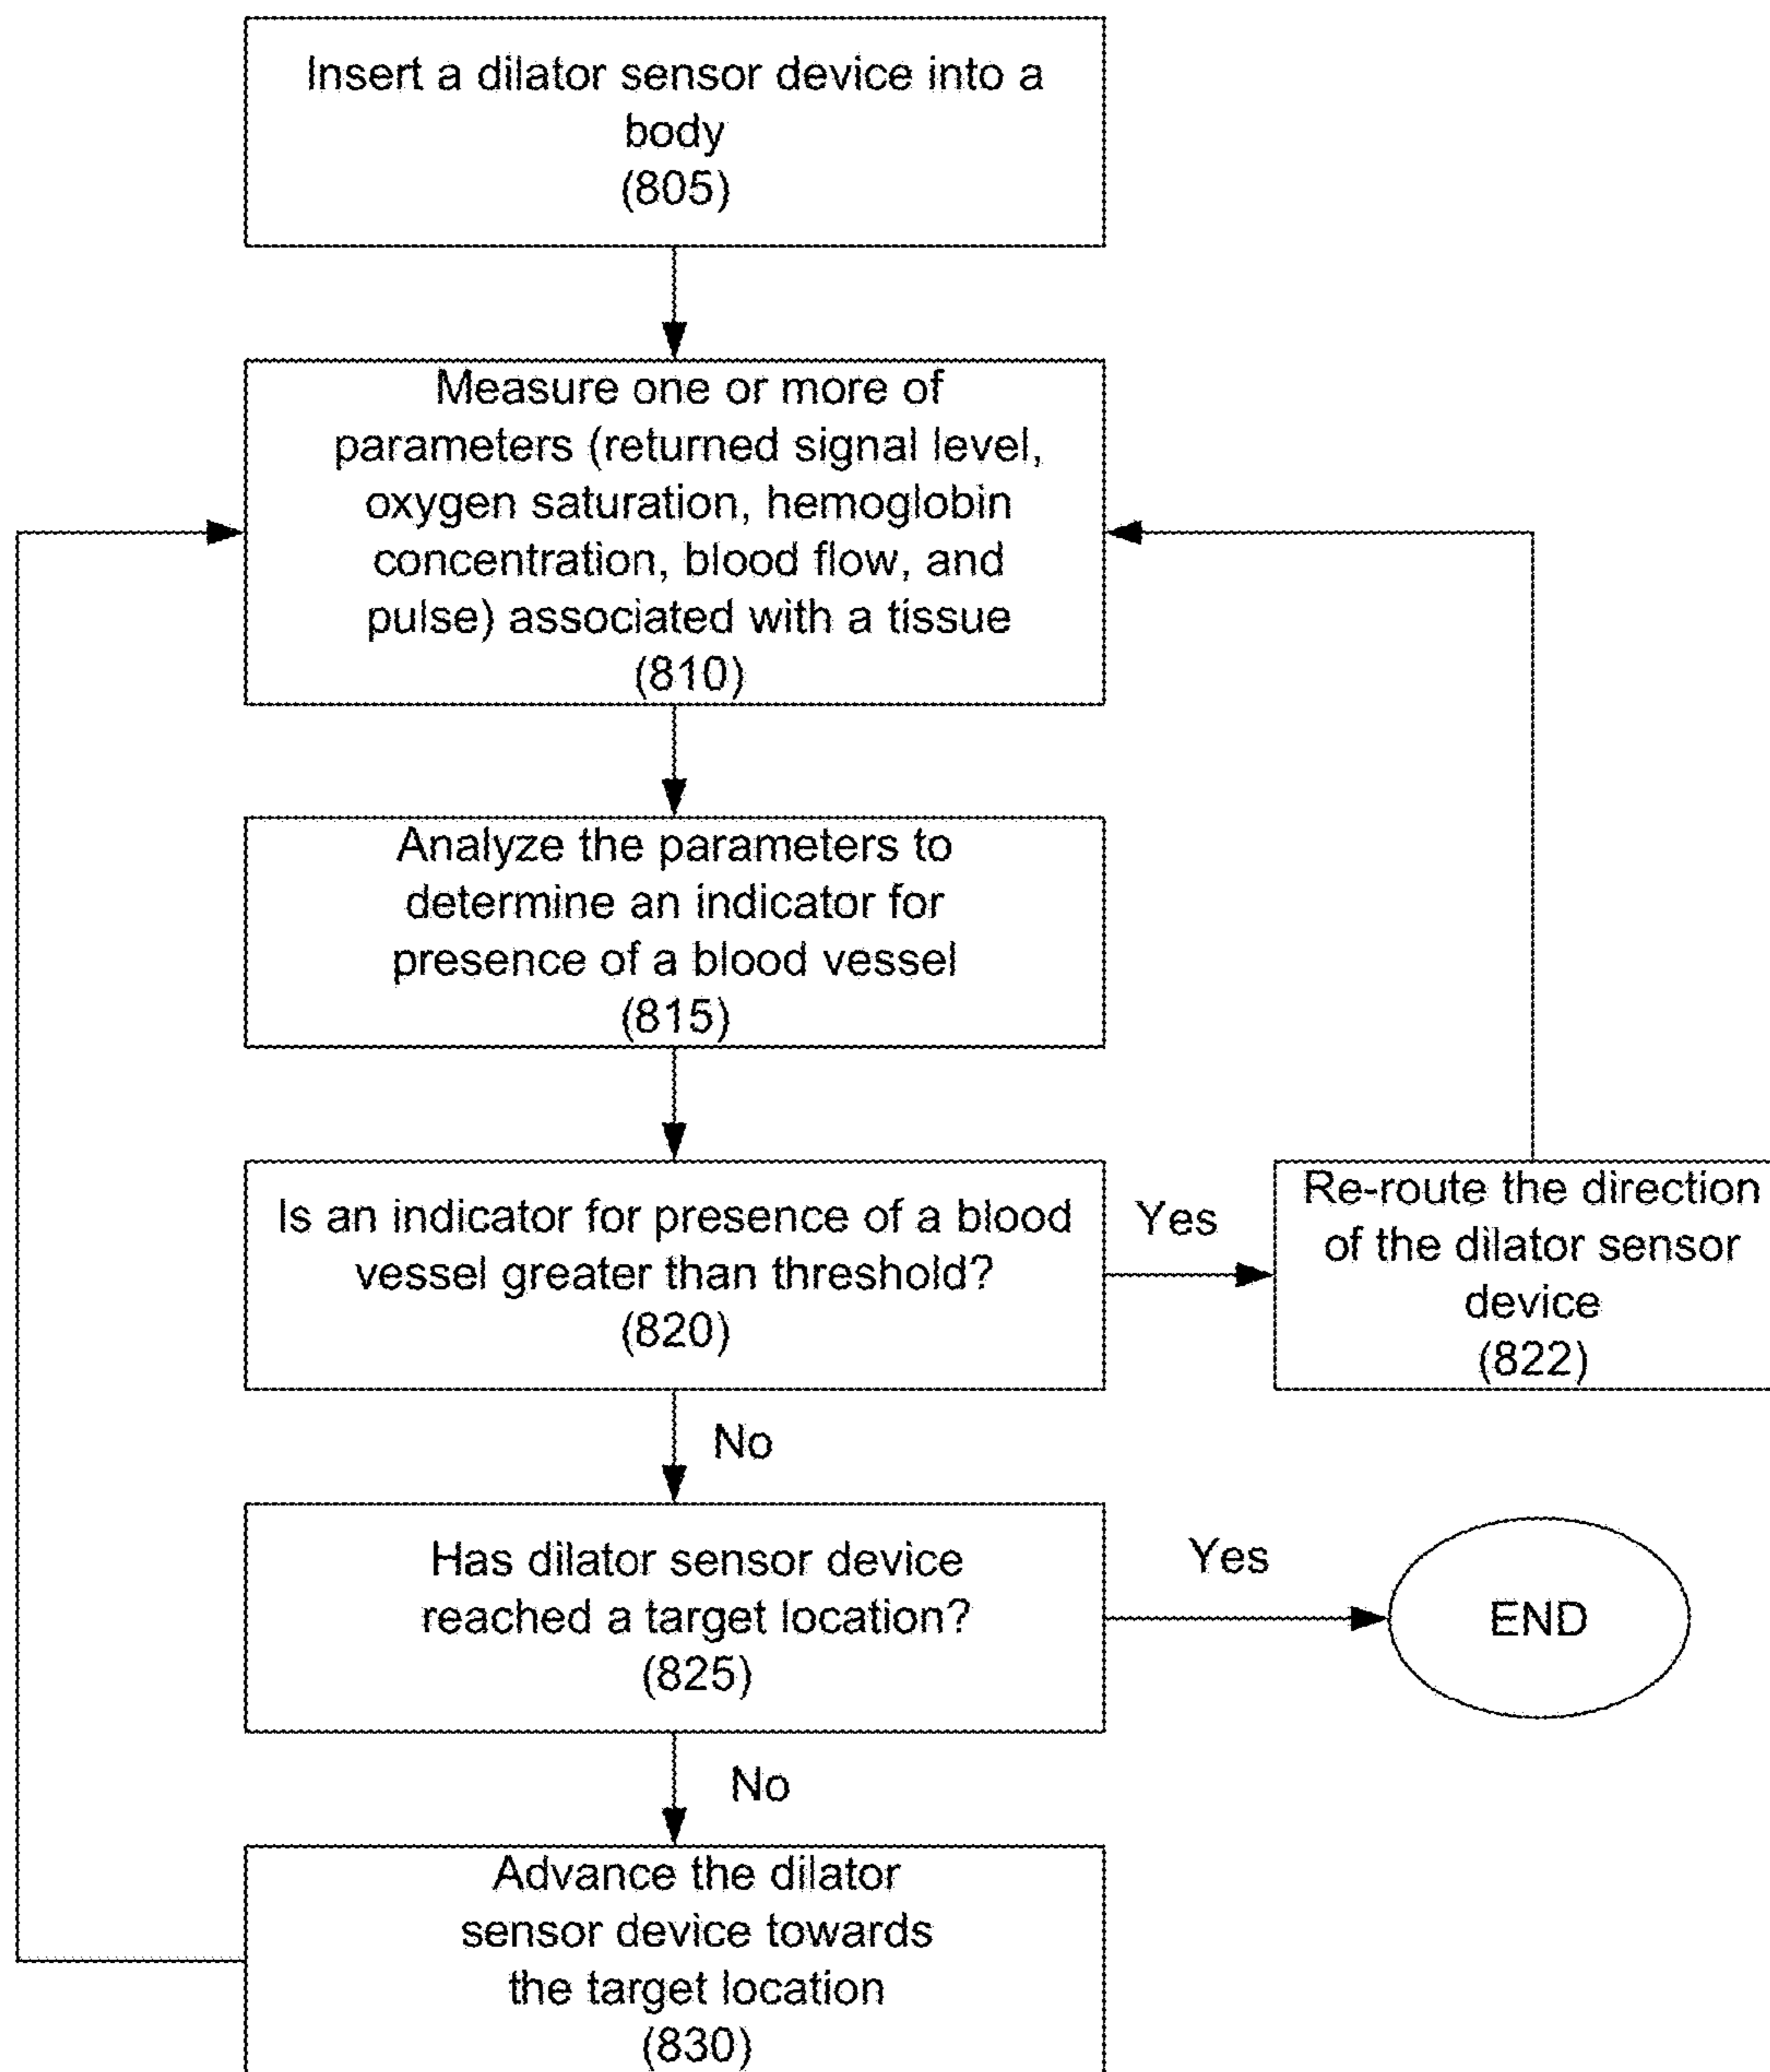 Insert a dilator sensor device into a
body
(805)
Measure one or more of
parameters (returned signal level,
oxygen saturation, hemoglobin
concentration, blood flow, and
pulse) associated with a tissue
(810)
Analyze the parameters to
determine an indicator for
presence of a blood vessel
(815)
Is an indicator for presence of a blood
vessel greater than threshold?
(820)
Yes
Re-route the direction
of the dilator sensor
device
(822)
No
Has dilator sensor device
reached a target location?
(825)
Yes
END
No
Advance the dilator
sensor device towards
the target location
(830)